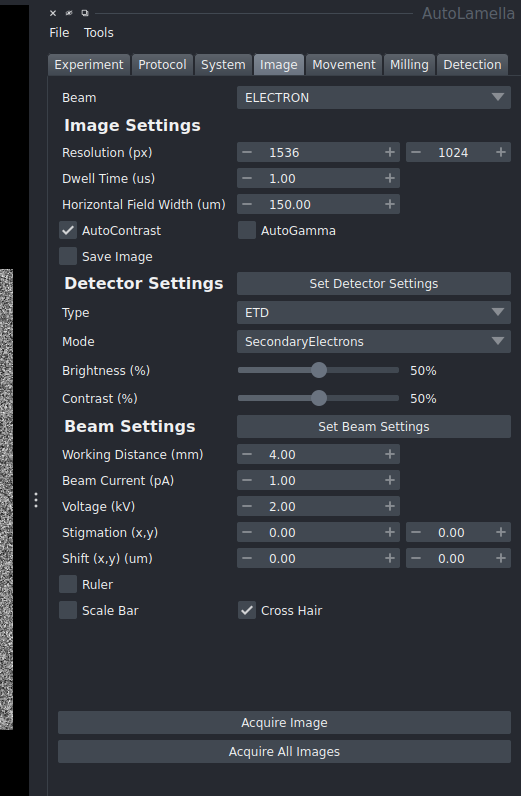 AutoLamella
File Tools
Experiment Protocol System Image Movement Milling Detection
Beam ELECTRON
Image Settings
Resolution (px) 1536 1024
Dwell Time (us) 1.00
Horizontal Field Width (um) 150.00
AutoContrast AutoGamma
Save Image
Detector Settings Set Detector Settings
Type ETD
Mode SecondaryElectrons
Brightness (%) 50%
Contrast (%) 50%
Beam Settings Set Beam Settings
Working Distance (mm) 4.00
Beam Current (pA) 1.00
Voltage (kV) 2.00
Stigmation (x,y) 0.00 0.00
Shift (x,y) (um) 0.00 0.00
Ruler
Scale Bar Cross Hair
Acquire Image
Acquire All Images